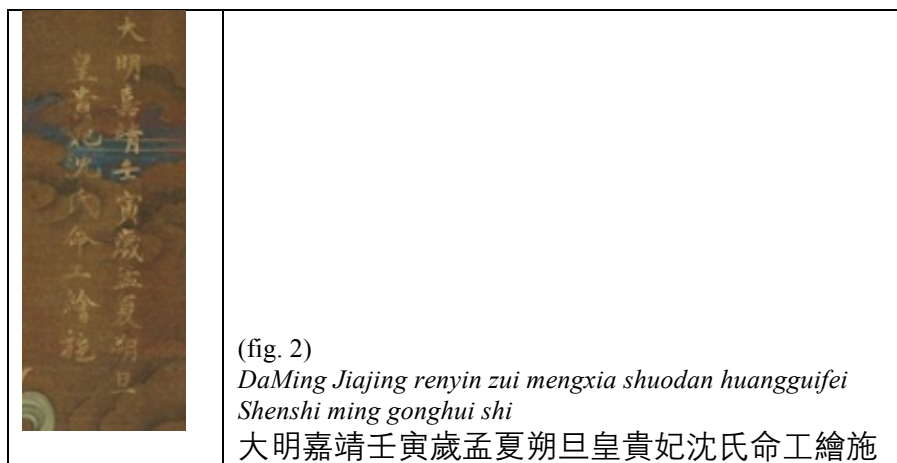 大明嘉靖壬寅歲孟夏朔旦
皇貴妃沈氏命工繪施
(fig. 2)
DaMing Jiajing renyin zui mengxia shuodan huangguifei
Shenshi ming gonghui shi
大明嘉靖壬寅歲孟夏朔旦皇貴妃沈氏命工繪施